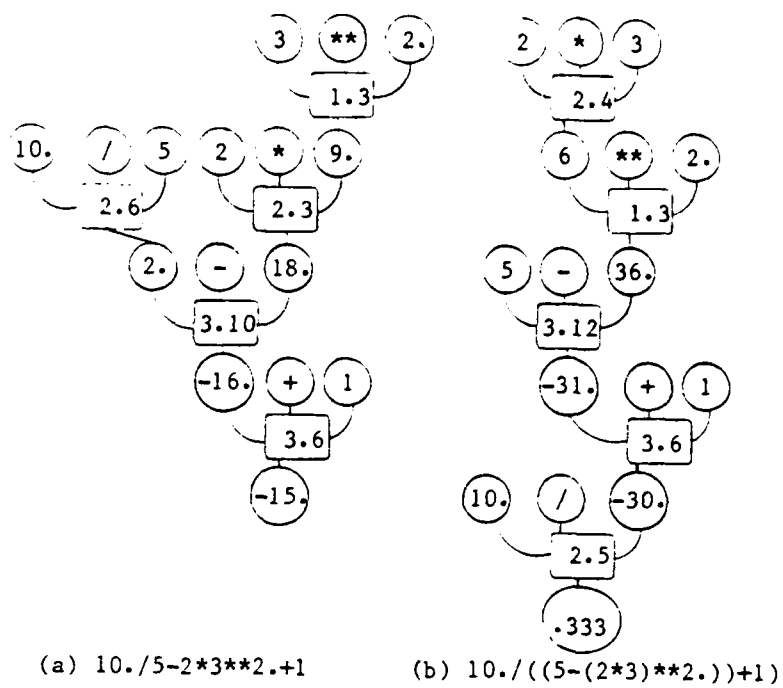 3 ** 2.
1.3
10. / 5 2 * 9.
2.6 2.3
2. - 18.
3.10
-16. + 1
3.6
-15.
(a) 10./5-2*3**2.+1
2 * 3
2.4
6 ** 2.
1.3
5 - 36.
3.12
-31. + 1
3.6
10. / -30.
2.5
.333
(b) 10./((5-(2*3)**2.))+1)